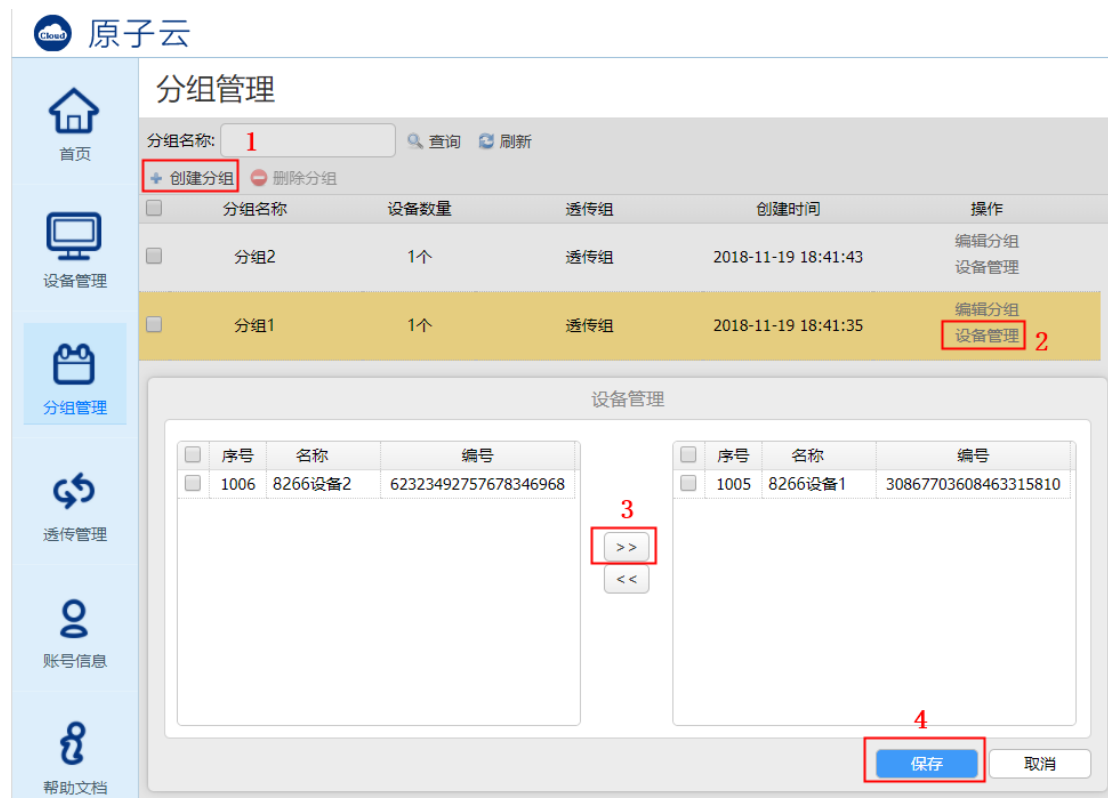 Cloud 原子云
首页
设备管理
分组管理
透传管理
账号信息
帮助文档
分组管理
分组名称: 1 查询 刷新
+ 创建分组 删除分组
分组名称 设备数量 透传组 创建时间 操作
分组2 1个 透传组 2018-11-19 18:41:43 编辑分组
设备管理
分组1 1个 透传组 2018-11-19 18:41:35 编辑分组
设备管理 2
设备管理
序号 名称 编号
1006 8266设备2 62323492757678346968
3
>>
<<
序号 名称 编号
1005 8266设备1 30867703608463315810
4
保存 取消